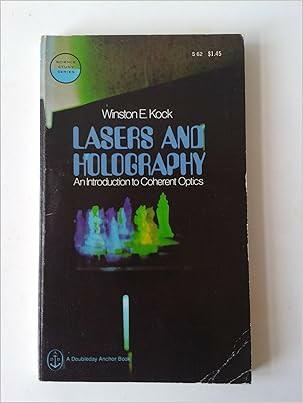 SCIENCE
STUDY
SERIES
S 62 $1.45
Winston E. Kock
LASERS AND
HOLOGRAPHY
An Introduction to Coherent Optics
A Doubleday Anchor Book